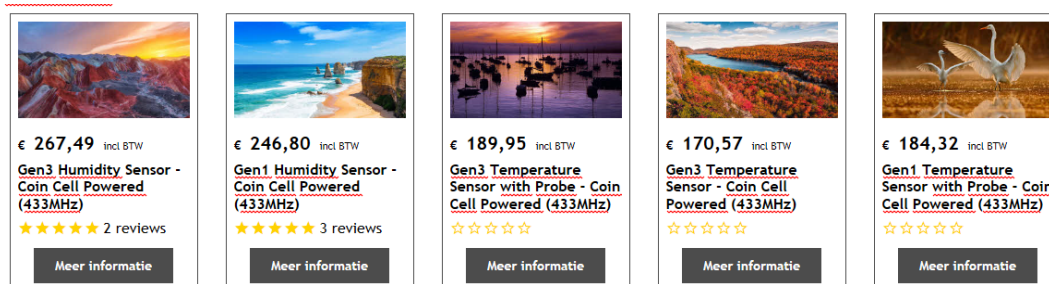 € 267,49 incl BTW
Gen3 Humidity Sensor -
Coin Cell Powered
(433MHz)
2 reviews
Meer informatie
€ 246,80 incl BTW
Gen1 Humidity Sensor -
Coin Cell Powered
(433MHz)
3 reviews
Meer informatie
€ 189,95 incl BTW
Gen3 Temperature
Sensor with Probe - Coin
Cell Powered (433MHz)
Meer informatie
€ 170,57 incl BTW
Gen3 Temperature
Sensor - Coin Cell
Powered (433MHz)
Meer informatie
€ 184,32 incl BTW
Gen1 Temperature
Sensor with Probe - Coin
Cell Powered (433MHz)
Meer informatie